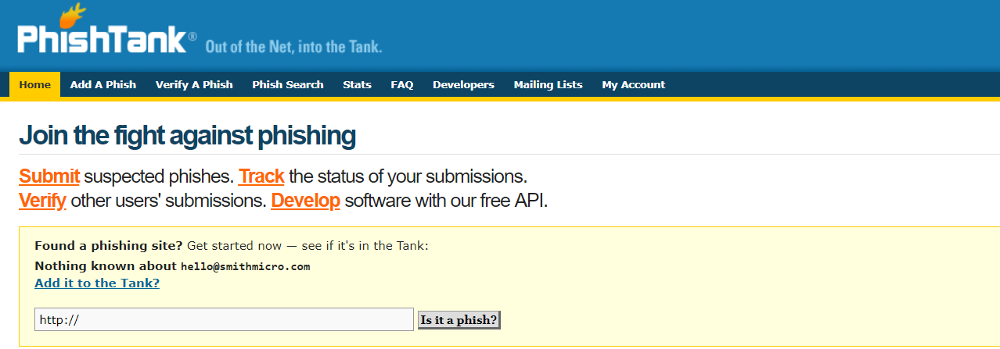 PhishTank® Out of the Net, into the Tank.
Home Add A Phish Verify A Phish Phish Search Stats FAQ Developers Mailing Lists My Account
Join the fight against phishing
Submit suspected phishes. Track the status of your submissions.
Verify other users' submissions. Develop software with our free API.
Found a phishing site? Get started now — see if it's in the Tank:
Nothing known about hello@smithmicro.com
Add it to the Tank?
http:// Is it a phish?